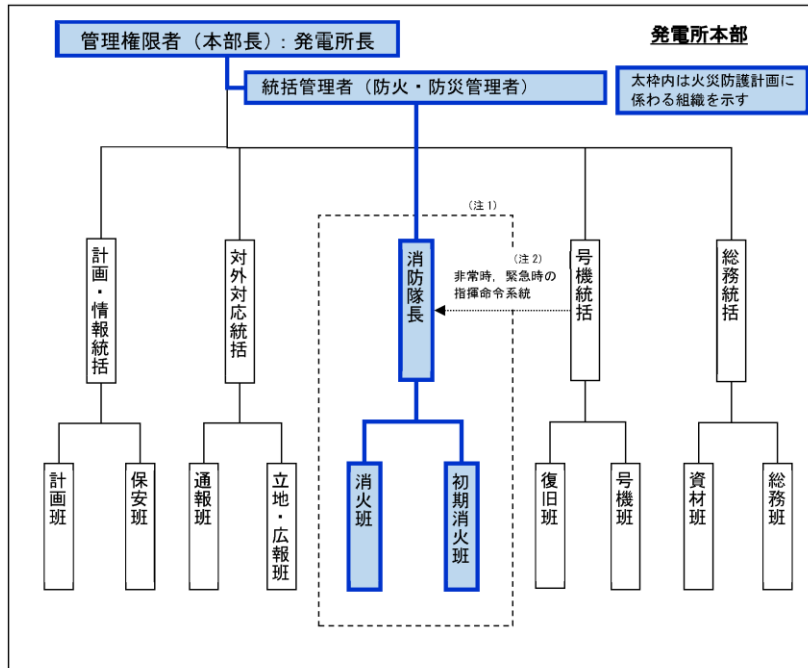 管理権限者（本部長）：発電所長
発電所本部
統括管理者（防火・防災管理者）
太枠内は火災防護計画に
係わる組織を示す
（注1）
（注2）
非常時，緊急時の
指揮命令系統
計画・情報統括
対外対応統括
消防隊長
号機統括
総務統括
計画班
保安班
通報班
立地・広報班
消火班
初期消火班
復旧班
号機班
資材班
総務班